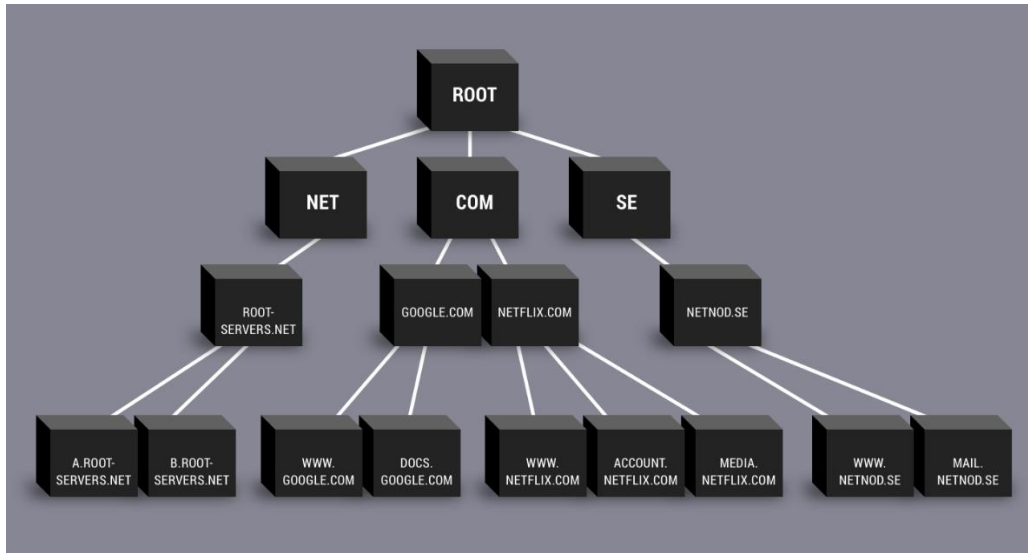 ROOT
NET
COM
SE
ROOT-
SERVERS.NET
GOOGLE.COM
NETFLIX.COM
NETNOD.SE
A.ROOT-
SERVERS.NET
B.ROOT-
SERVERS.NET
WWW.
GOOGLE.COM
DOCS.
GOOGLE.COM
WWW.
NETFLIX.COM
ACCOUNT.
NETFLIX.COM
MEDIA.
NETFLIX.COM
WWW.
NETNOD.SE
MAIL.
NETNOD.SE